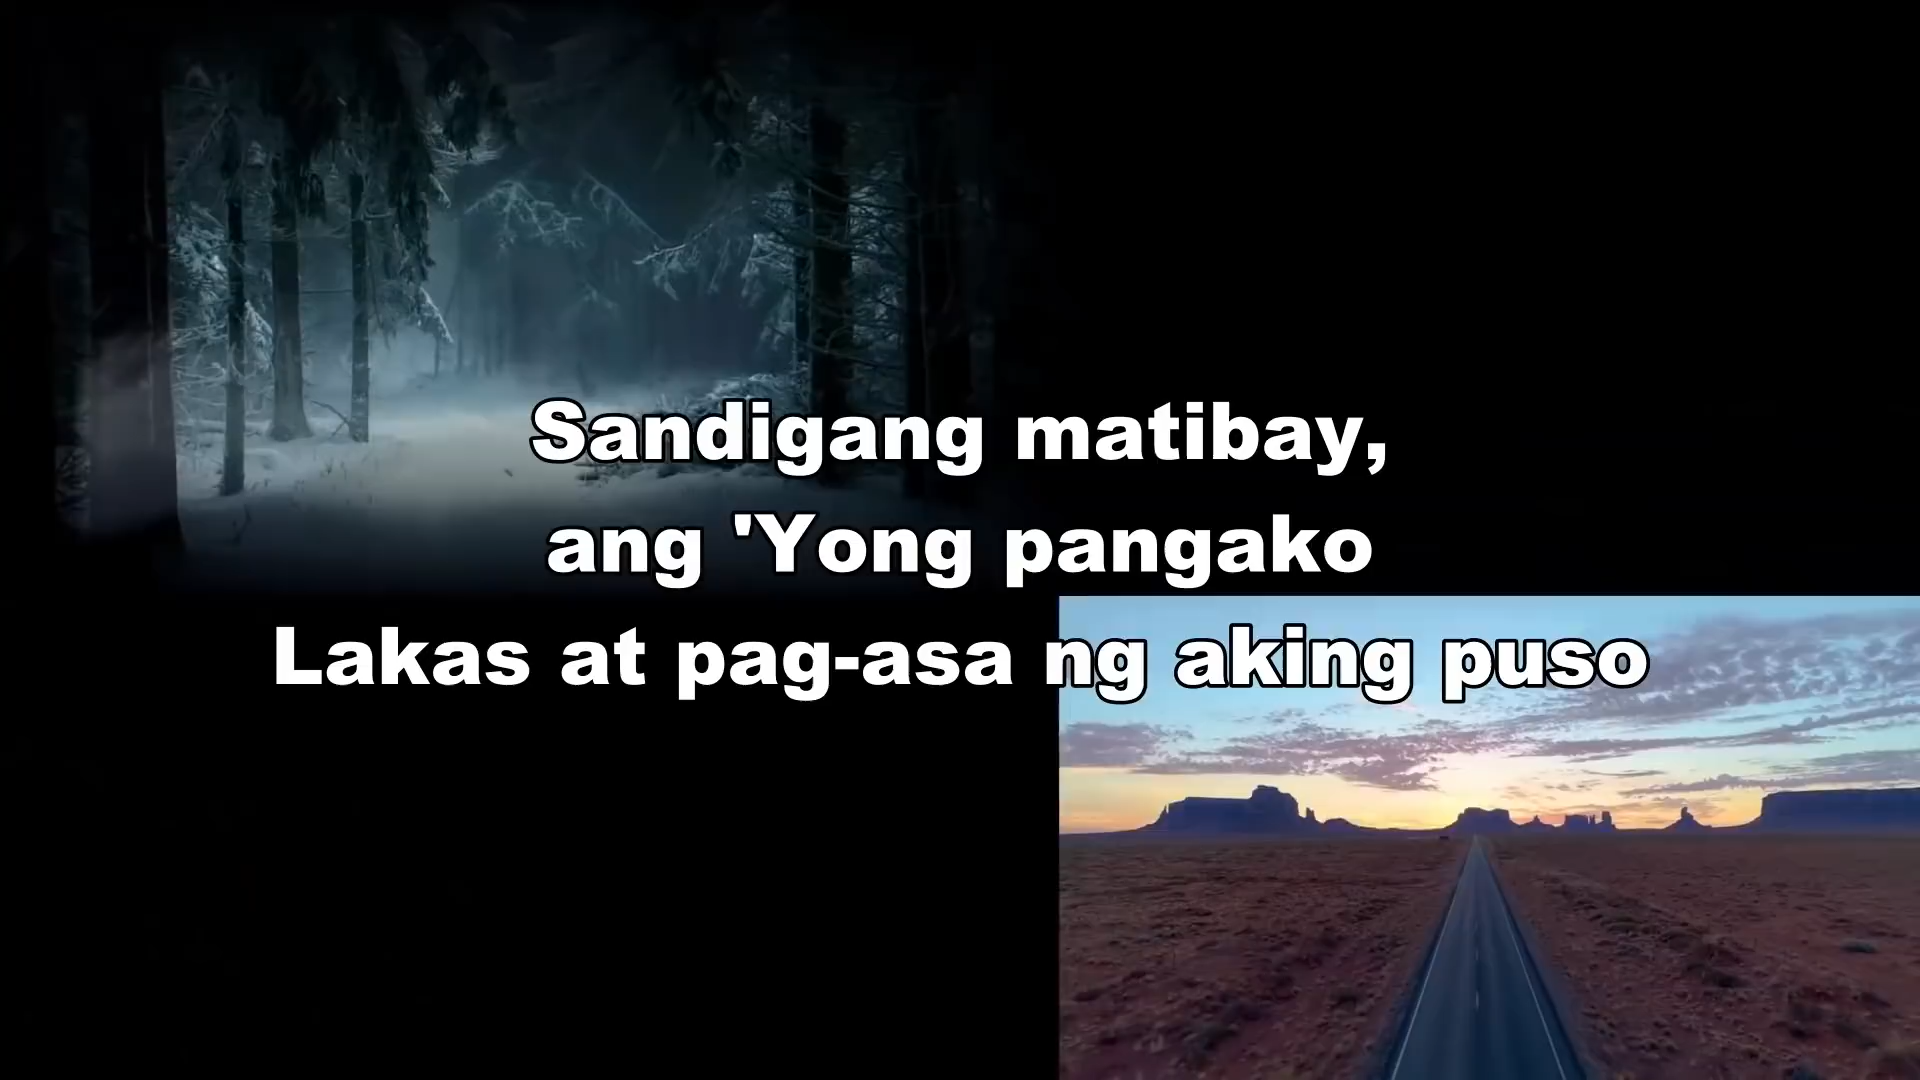 Sandigang matibay,
ang 'Yong pangako
Lakas at pag-asa ng aking puso